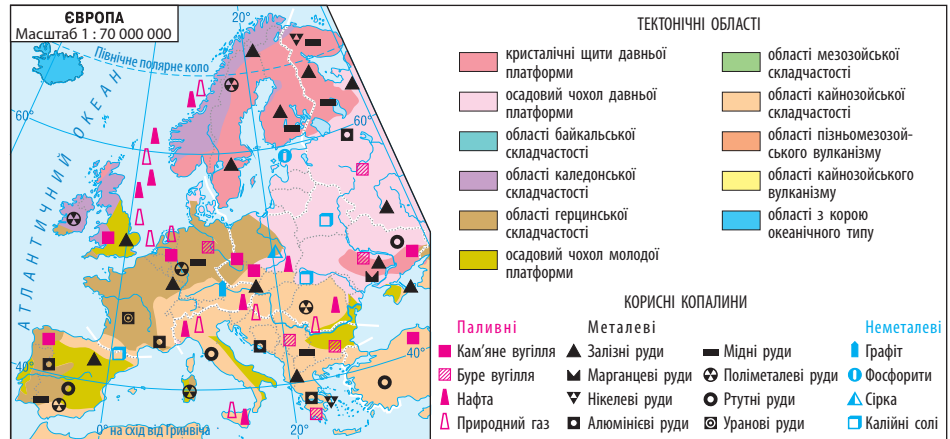 ЄВРОПА
Масштаб 1 : 70 000 000
20°
Північне полярне коло
АТЛАНТИЧНИЙ ОКЕАН
60°
60°
40°
40°
0° на схід від Гринвіча
20°
ТЕКТОНІЧНІ ОБЛАСТІ
кристалічні щити давньої
платформи
осадовий чохол давньої
платформи
області байкальської
складчастості
області каледонської
складчастості
області герцинської
складчастості
осадовий чохол молодої
платформи
області мезозойської
складчастості
області кайнозойської
складчастості
області пізньомезозой-
ського вулканізму
області кайнозойського
вулканізму
області з корою
океанічного типу
КОРИСНІ КОПАЛИНИ
Паливні
Кам'яне вугілля
Буре вугілля
Нафта
Природний газ
Металеві
Залізні руди
Марганцеві руди
Нікелеві руди
Алюмінієві руди
Мідні руди
Поліметалеві руди
Ртутні руди
Уранові руди
Неметалеві
Графіт
Фосфорити
Сірка
Калійні солі